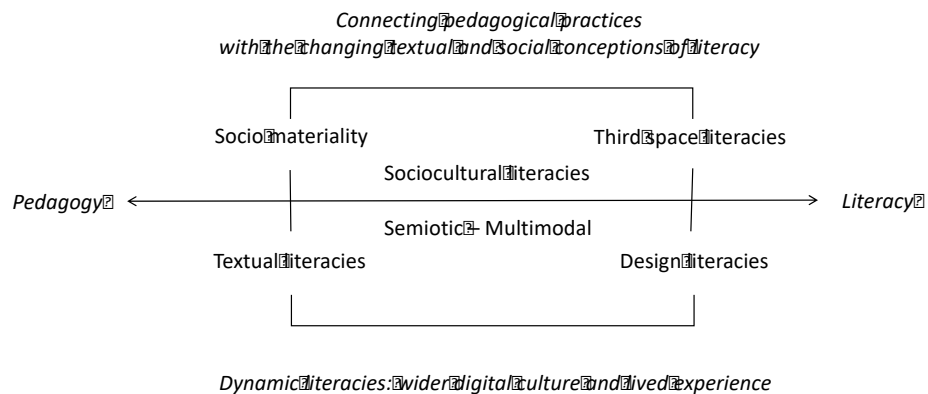 Connecting pedagogical practices
with the changing textual and social conceptions of literacy
Socio materiality
Third space literacies
Sociocultural literacies
Pedagogy
Literacy
Semiotic – Multimodal
Textual literacies
Design literacies
Dynamic literacies: wider digital culture and lived experience